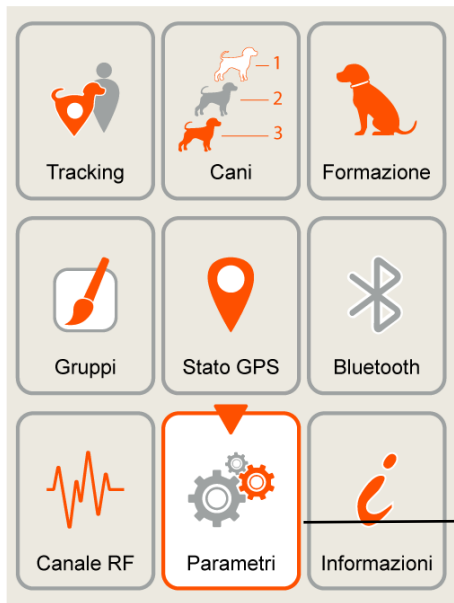 1
2
3
Tracking
Cani
Formazione
Gruppi
Stato GPS
Bluetooth
Canale RF
Parametri
Informazioni